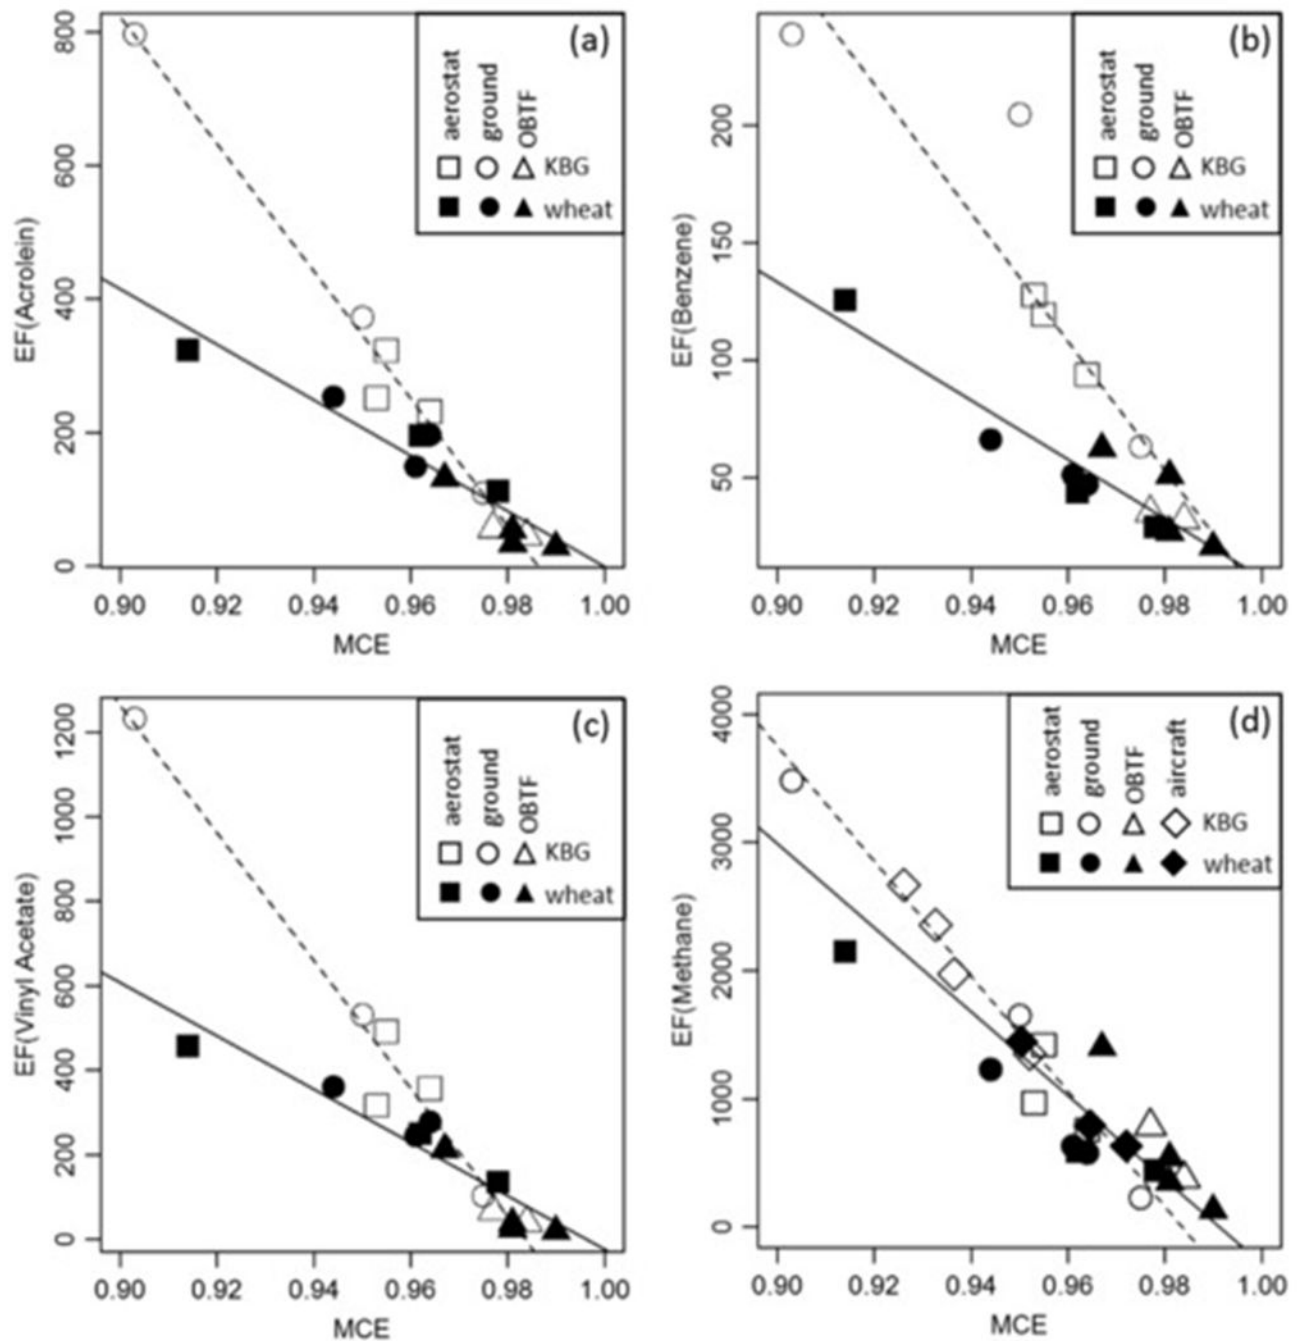 (a)
aerostat ground OBTF
KBG
wheat
EF(Acrolein)
0 200 400 600 800
0.90 0.92 0.94 0.96 0.98 1.00
MCE
(b)
aerostat ground OBTF
KBG
wheat
EF(Benzene)
50 100 150 200
0.90 0.92 0.94 0.96 0.98 1.00
MCE
(c)
aerostat ground OBTF
KBG
wheat
EF(Vinyl Acetate)
0 200 400 600 800 1000 1200
0.90 0.92 0.94 0.96 0.98 1.00
MCE
(d)
aerostat ground OBTF aircraft
KBG
wheat
EF(Methane)
0 1000 2000 3000 4000
0.90 0.92 0.94 0.96 0.98 1.00
MCE